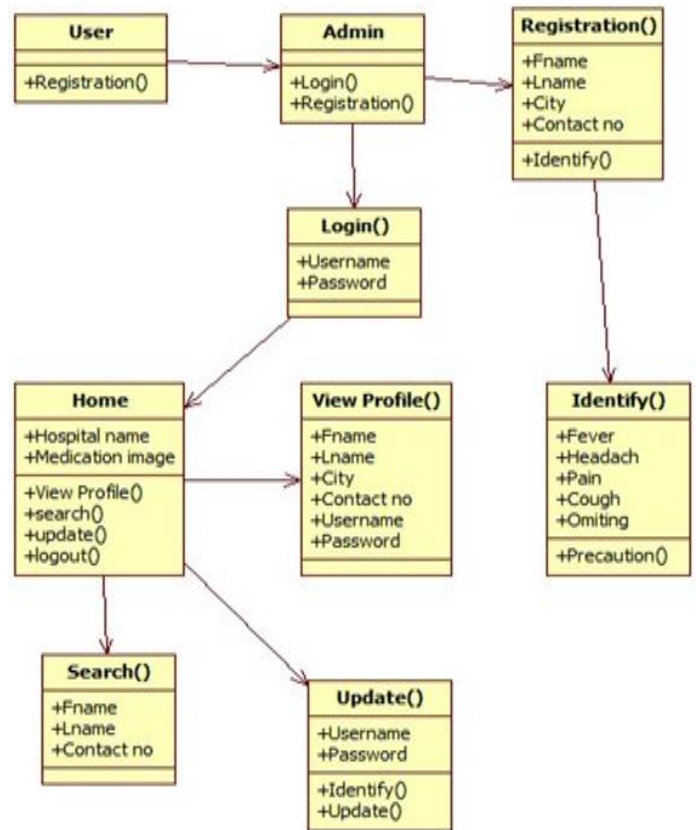 User
+Registration()
Admin
+Login()
+Registration()
Registration()
+Fname
+Lname
+City
+Contact no
+Identify()
Login()
+Username
+Password
Home
+Hospital name
+Medication image
+View Profile()
+search()
+update()
+logout()
View Profile()
+Fname
+Lname
+City
+Contact no
+Username
+Password
Identify()
+Fever
+Headach
+Pain
+Cough
+Omiting
+Precaution()
Search()
+Fname
+Lname
+Contact no
Update()
+Username
+Password
+Identify()
+Update()